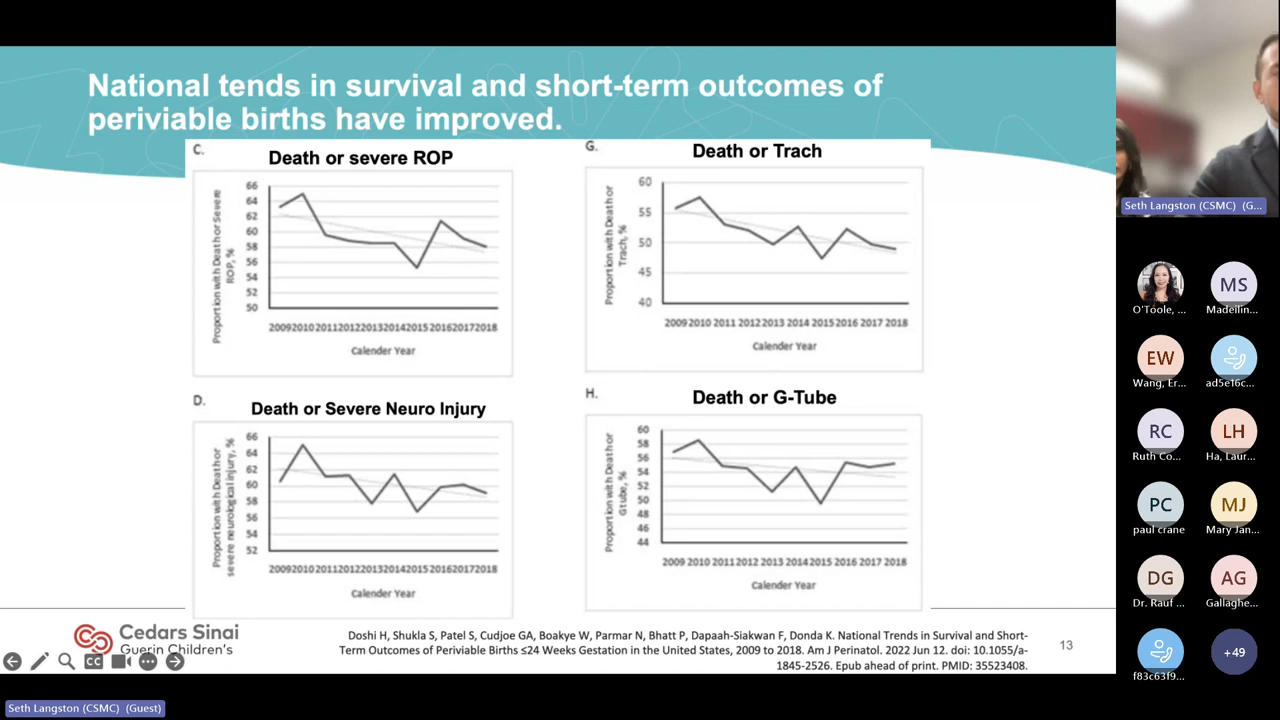 National tends in survival and short-term outcomes of
periviable births have improved.
C.
Death or severe ROP
Proportion with Death or Severe
ROP, %
66
64
62
60
58
56
54
52
50
2009 2010 2011 2012 2013 2014 2015 2016 2017 2018
Calender Year
G.
Death or Trach
Proportion with Death or
Trach, %
60
55
50
45
40
2009 2010 2011 2012 2013 2014 2015 2016 2017 2018
Calender Year
D.
Death or Severe Neuro Injury
Proportion with Death or
severe neurological injury, %
66
64
62
60
58
56
54
52
2009 2010 2011 2012 2013 2014 2015 2016 2017 2018
Calender Year
H.
Death or G-Tube
Proportion with Death or
Gtube, %
60
58
56
54
52
50
48
46
44
2009 2010 2011 2012 2013 2014 2015 2016 2017 2018
Calender Year
Cedars Sinai
Guerin Children's
CC
Doshi H, Shukla S, Patel S, Cudjoe GA, Boakye W, Parmar N, Bhatt P, Dapaah-Siakwan F, Donda K. National Trends in Survival and Short-
Term Outcomes of Periviable Births ≤24 Weeks Gestation in the United States, 2009 to 2018. Am J Perinatol. 2022 Jun 12. doi: 10.1055/a-
1845-2526. Epub ahead of print. PMID: 35523408.
13
Seth Langston (CSMC) (Guest)
Seth Langston (CSMC) (G...
O'Toole, ...
MS
Madeilin...
EW
Wang, Er...
ad5e16c...
RC
Ruth Co...
LH
Ha, Laur...
PC
paul crane
MJ
Mary Jan...
DG
Dr. Rauf ...
AG
Gallaghe...
f83c63f9...
+49